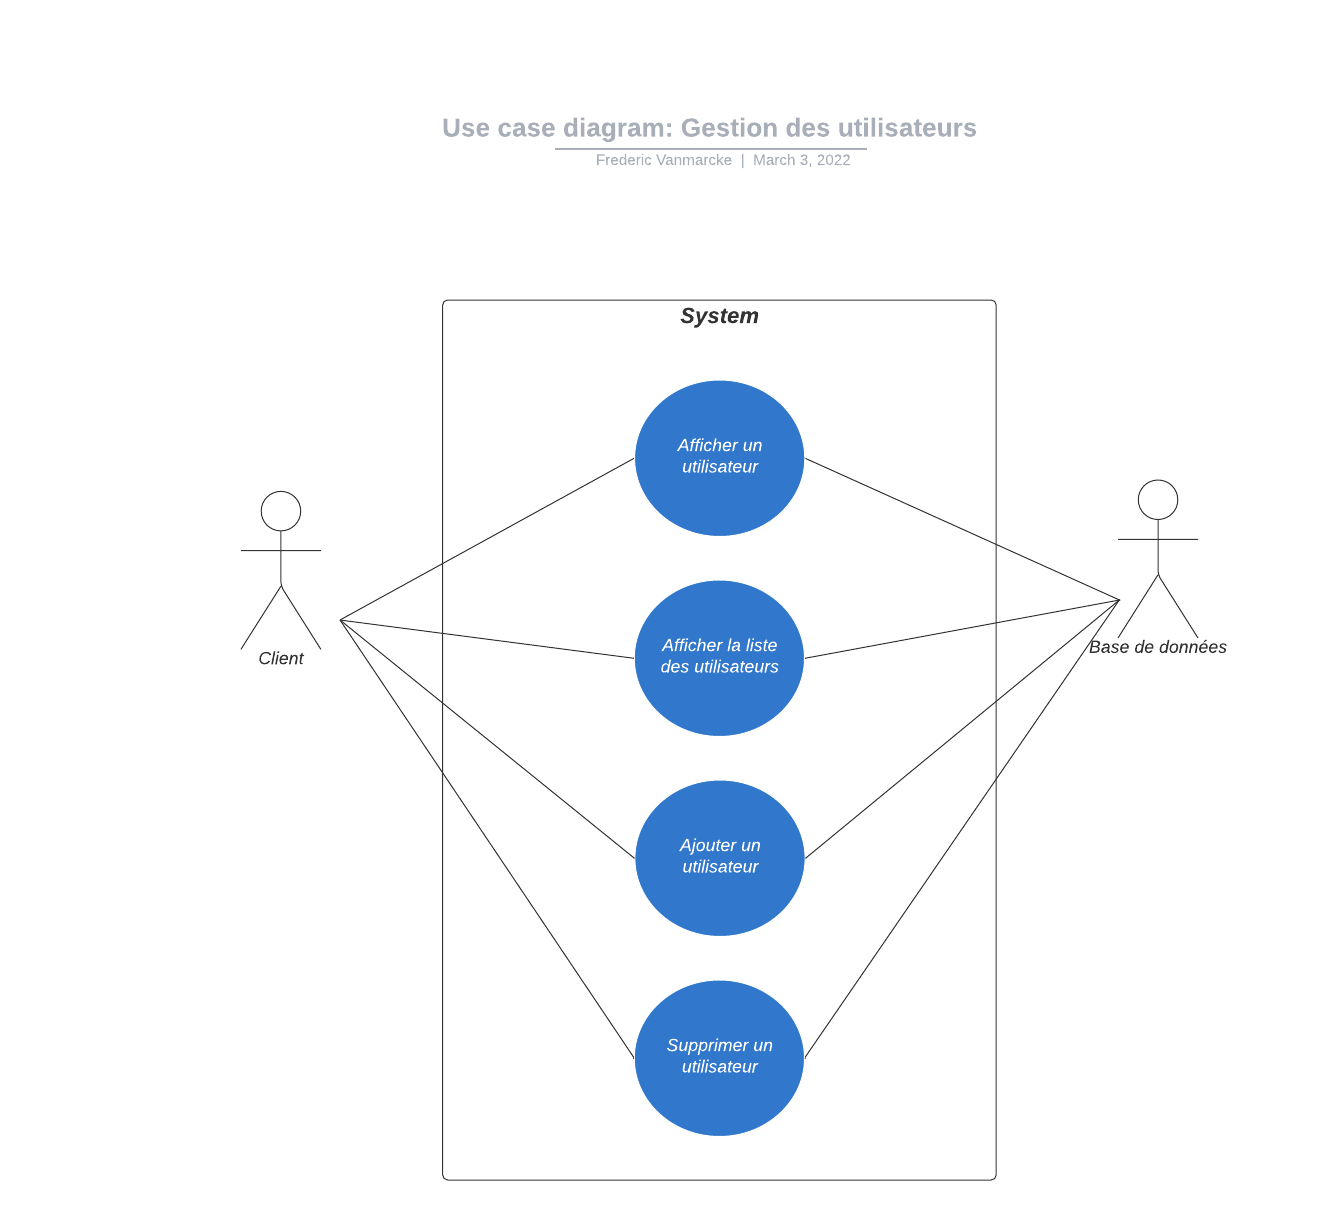 Use case diagram: Gestion des utilisateurs
Frederic Vanmarcke | March 3, 2022
System
Afficher un
utilisateur
Afficher la liste
des utilisateurs
Client
Base de données
Ajouter un
utilisateur
Supprimer un
utilisateur